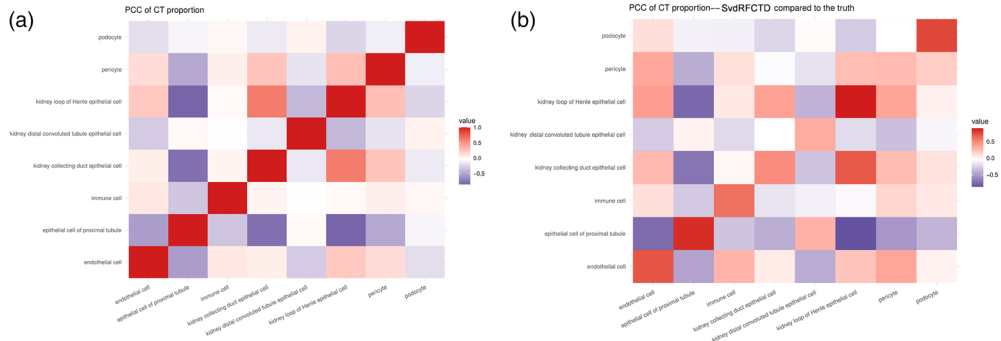 (a)
PCC of CT proportion
podocyte
pericyte
kidney loop of Henle epithelial cell
kidney distal convoluted tubule epithelial cell
kidney collecting duct epithelial cell
immune cell
epithelial cell of proximal tubule
endothelial cell
endothelial cell
epithelial cell of proximal tubule
immune cell
kidney collecting duct epithelial cell
kidney distal convoluted tubule epithelial cell
kidney loop of Henle epithelial cell
pericyte
podocyte
value
1.0
0.5
0.0
−0.5
(b)
PCC of CT proportion−−SvdRFCTD compared to the truth
podocyte
pericyte
kidney loop of Henle epithelial cell
kidney distal convoluted tubule epithelial cell
kidney collecting duct epithelial cell
immune cell
epithelial cell of proximal tubule
endothelial cell
endothelial cell
epithelial cell of proximal tubule
immune cell
kidney collecting duct epithelial cell
kidney distal convoluted tubule epithelial cell
kidney loop of Henle epithelial cell
pericyte
podocyte
value
0.5
0.0
−0.5